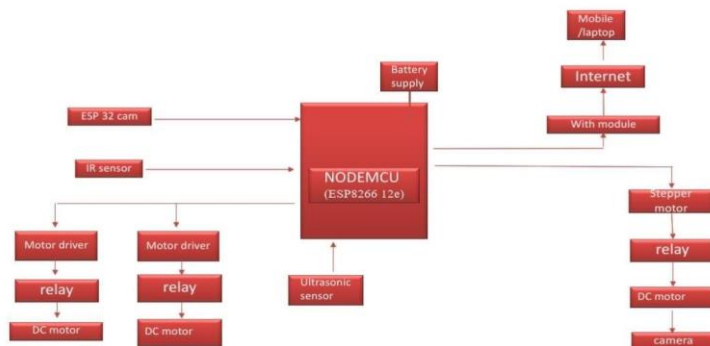 Mobile
/laptop
Battery
supply
Internet
ESP 32 cam
With module
IR sensor
NODEMCU
(ESP8266 12e)
Stepper
motor
Motor driver
Motor driver
relay
relay
relay
Ultrasonic
sensor
DC motor
DC motor
DC motor
camera